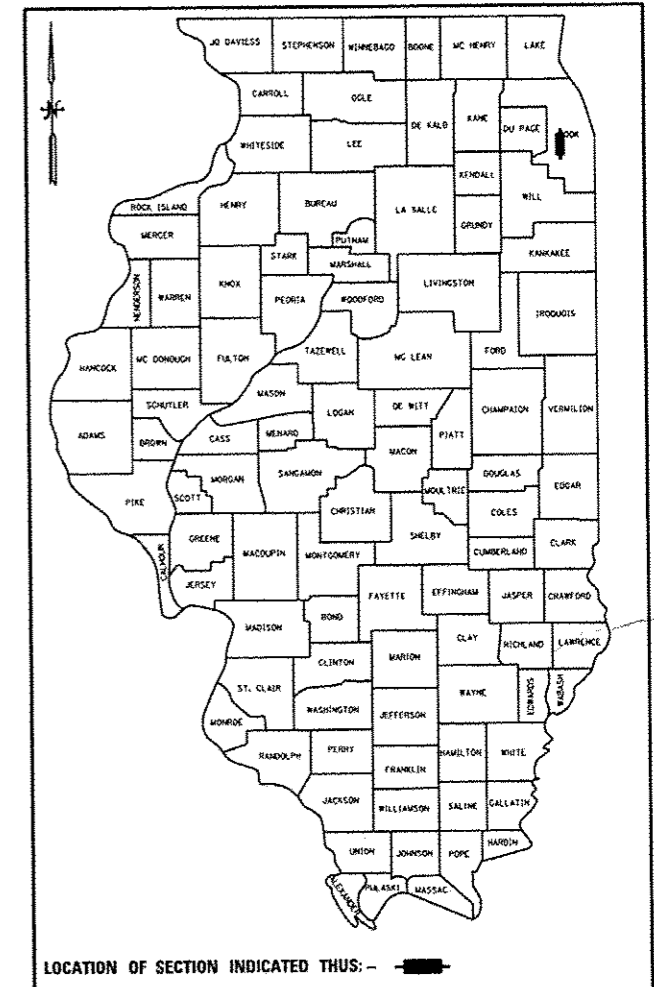 JO DAVIESS STEPHENSON WINNEBAGO BOONE MC HENRY LAKE
CARROLL OGLE
DE KALB KANE DU PAGE OOK
WHITESIDE LEE
KENDALL WILL
ROCK ISLAND HENRY BUREAU LA SALLE
MERCER PUTNAM GRUNDY
STARK MARSHALL KANKAKEE
HENDERSON WARREN KNOX PEORIA WOODFORD LIVINGSTON
IROQUOIS
HANCOCK MC DONOUGH FULTON TAZEWELL MC LEAN FORD
MASON
SCHUYLER LOGAN DE WITT CHAMPAIGN VERMILION
ADAMS BROWN CASS MENARD PIATT
MACON
MORGAN SANGAMON DOUGLAS
PIKE SCOTT MOULTRIE EDGAR
CHRISTIAN COLES
GREENE MACOUPIN MONTGOMERY SHELBY CUMBERLAND CLARK
CALHOUN JERSEY
FAYETTE EFFINGHAM JASPER CRAWFORD
MADISON BOND
CLAY RICHLAND LAWRENCE
CLINTON MARION
ST. CLAIR WAYNE EDWARDS WABASH
WASHINGTON JEFFERSON
MONROE
RANDOLPH PERRY HAMILTON WHITE
FRANKLIN
JACKSON WILLIAMSON SALINE GALLATIN
UNION JOHNSON POPE HARDIN
ALEXANDER PULASKI MASSAC
LOCATION OF SECTION INDICATED THUS: –